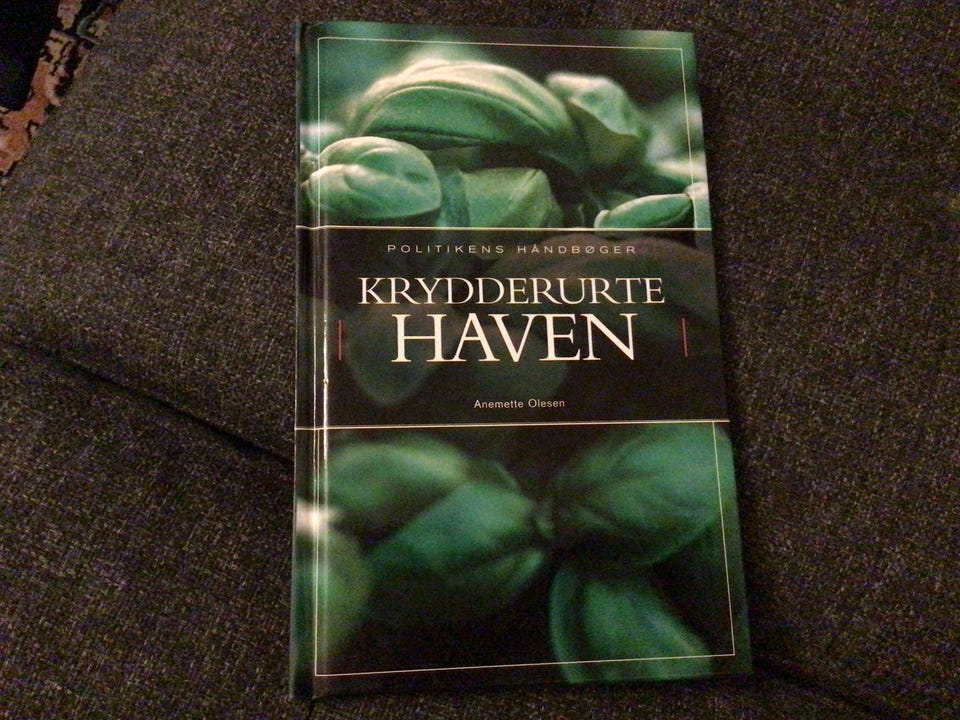 POLITIKENS HÅNDBØGER
KRYDDERURTE
HAVEN
Anemette Olesen